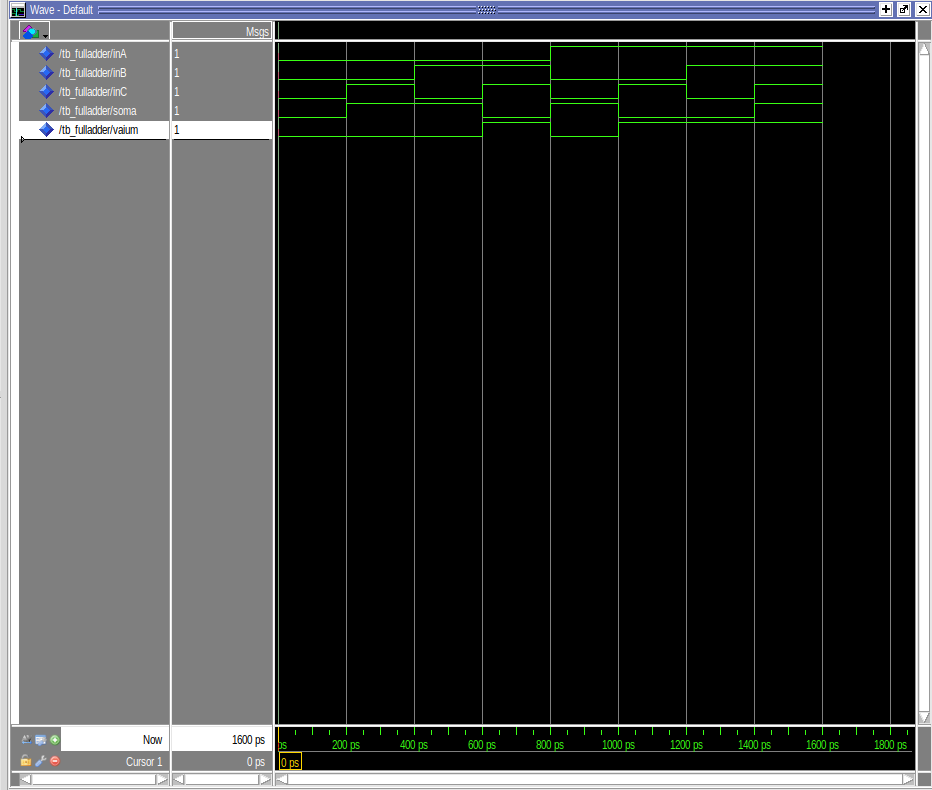 Wave - Default
Msgs
/tb_fulladder/inA 1
/tb_fulladder/inB 1
/tb_fulladder/inC 1
/tb_fulladder/soma 1
/tb_fulladder/vaium 1
Now 1600 ps
ps 200 ps 400 ps 600 ps 800 ps 1000 ps 1200 ps 1400 ps 1600 ps 1800 ps
Cursor 1 0 ps 0 ps